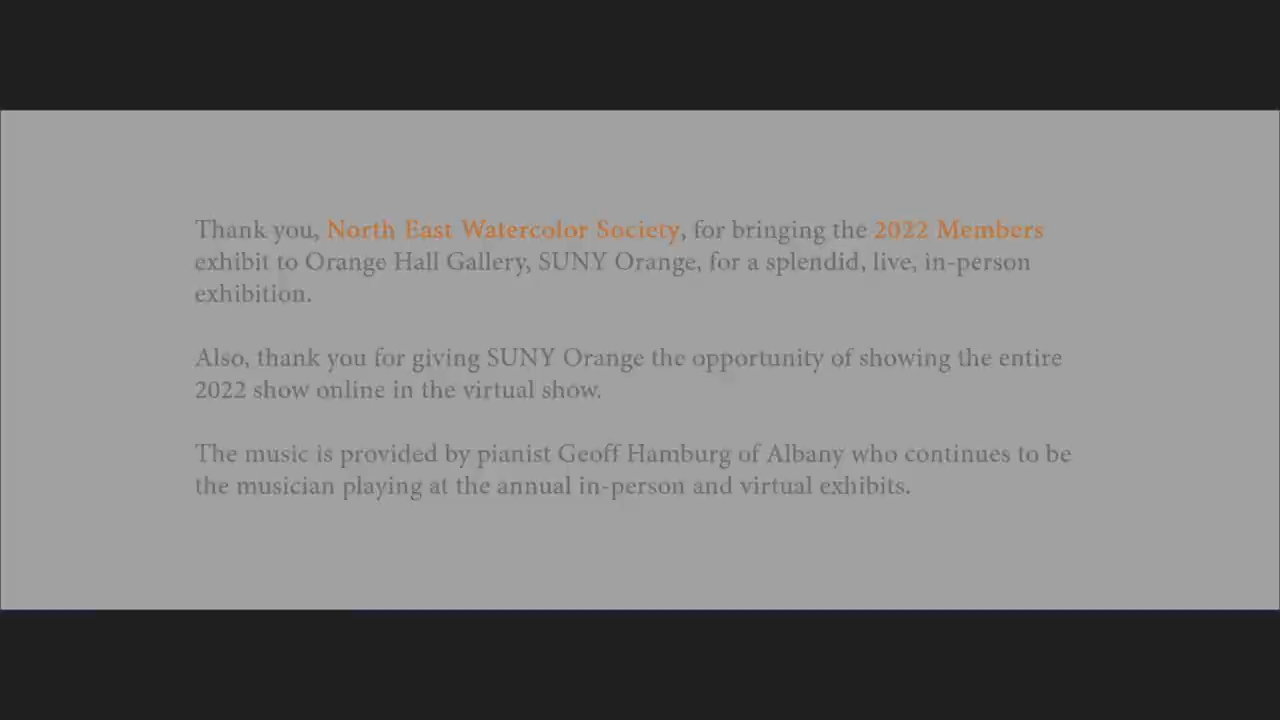 Thank you, North East Watercolor Society, for bringing the 2022 Members
exhibit to Orange Hall Gallery, SUNY Orange, for a splendid, live, in-person
exhibition.
Also, thank you for giving SUNY Orange the opportunity of showing the entire
2022 show online in the virtual show.
The music is provided by pianist Geoff Hamburg of Albany who continues to be
the musician playing at the annual in-person and virtual exhibits.